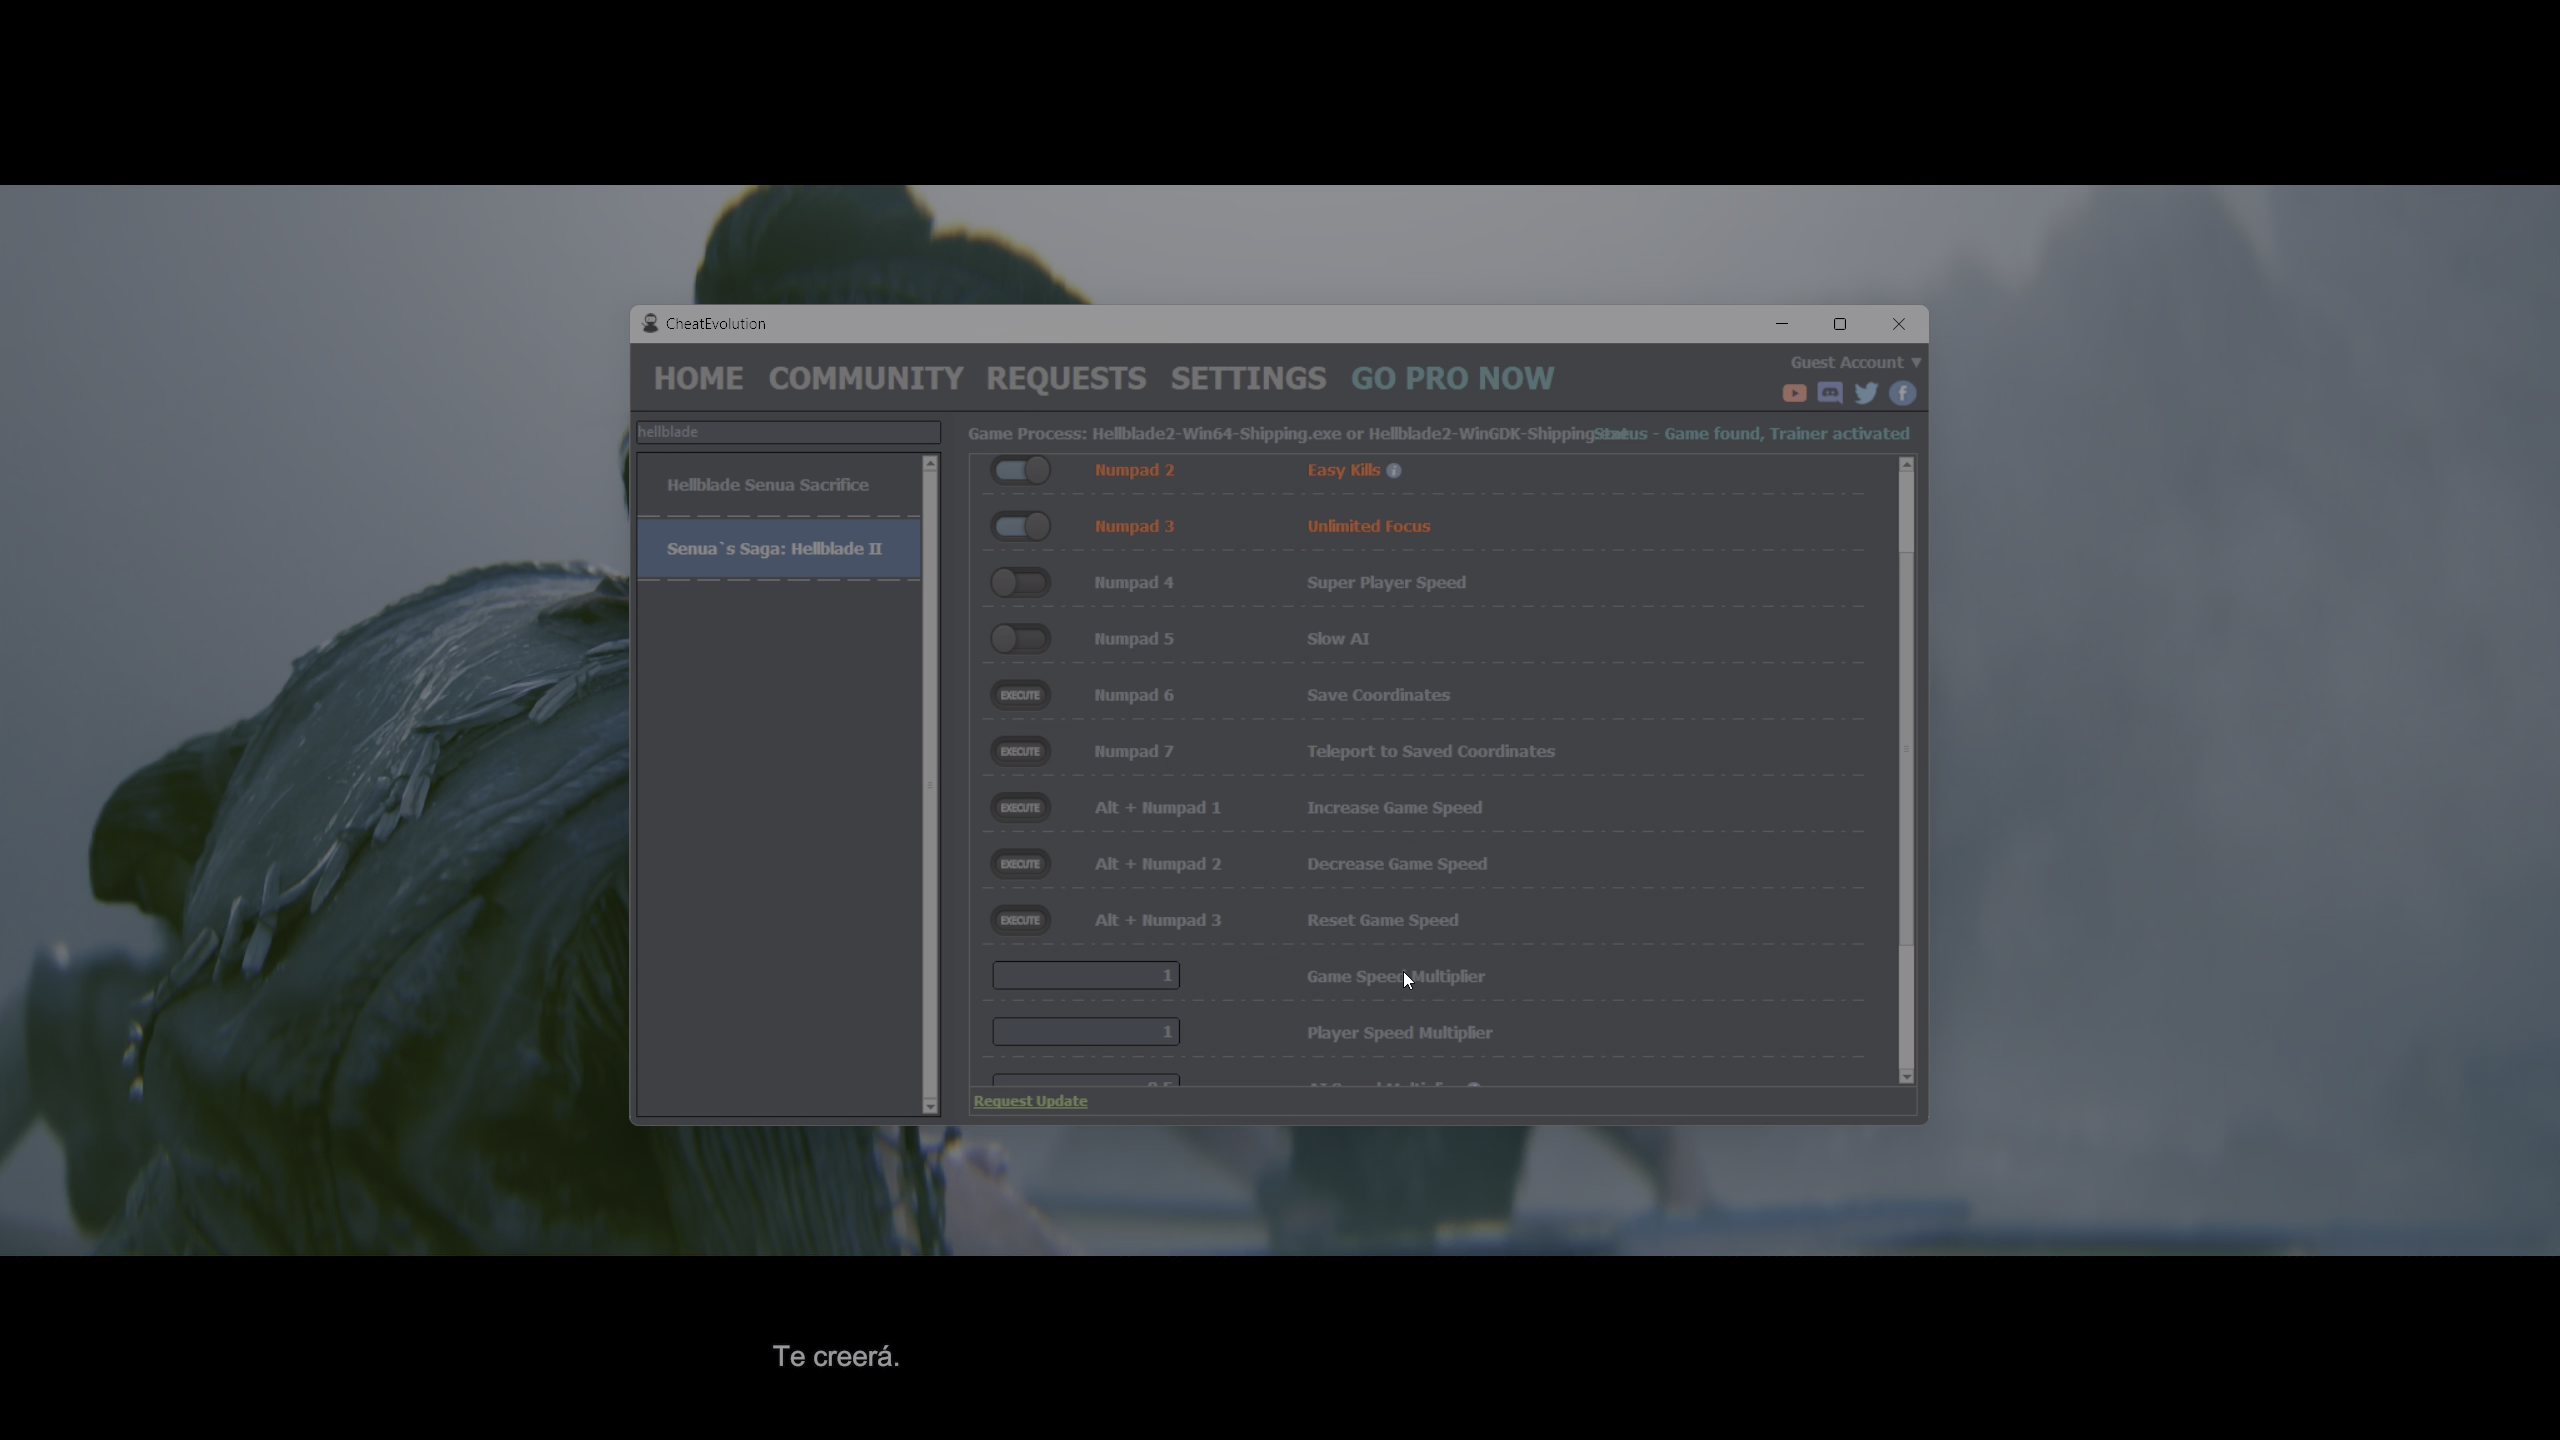 CheatEvolution
HOME COMMUNITY REQUESTS SETTINGS GO PRO NOW
Guest Account ▼
hellblade
Game Process: Hellblade2-Win64-Shipping.exe or Hellblade2-WinGDK-Shipping
Status - Game found, Trainer activated
Hellblade Senua Sacrifice
Senua`s Saga: Hellblade II
Numpad 2 Easy Kills
Numpad 3 Unlimited Focus
Numpad 4 Super Player Speed
Numpad 5 Slow AI
EXECUTE Numpad 6 Save Coordinates
EXECUTE Numpad 7 Teleport to Saved Coordinates
EXECUTE Alt + Numpad 1 Increase Game Speed
EXECUTE Alt + Numpad 2 Decrease Game Speed
EXECUTE Alt + Numpad 3 Reset Game Speed
1 Game Speed Multiplier
1 Player Speed Multiplier
Request Update
Te creerá.